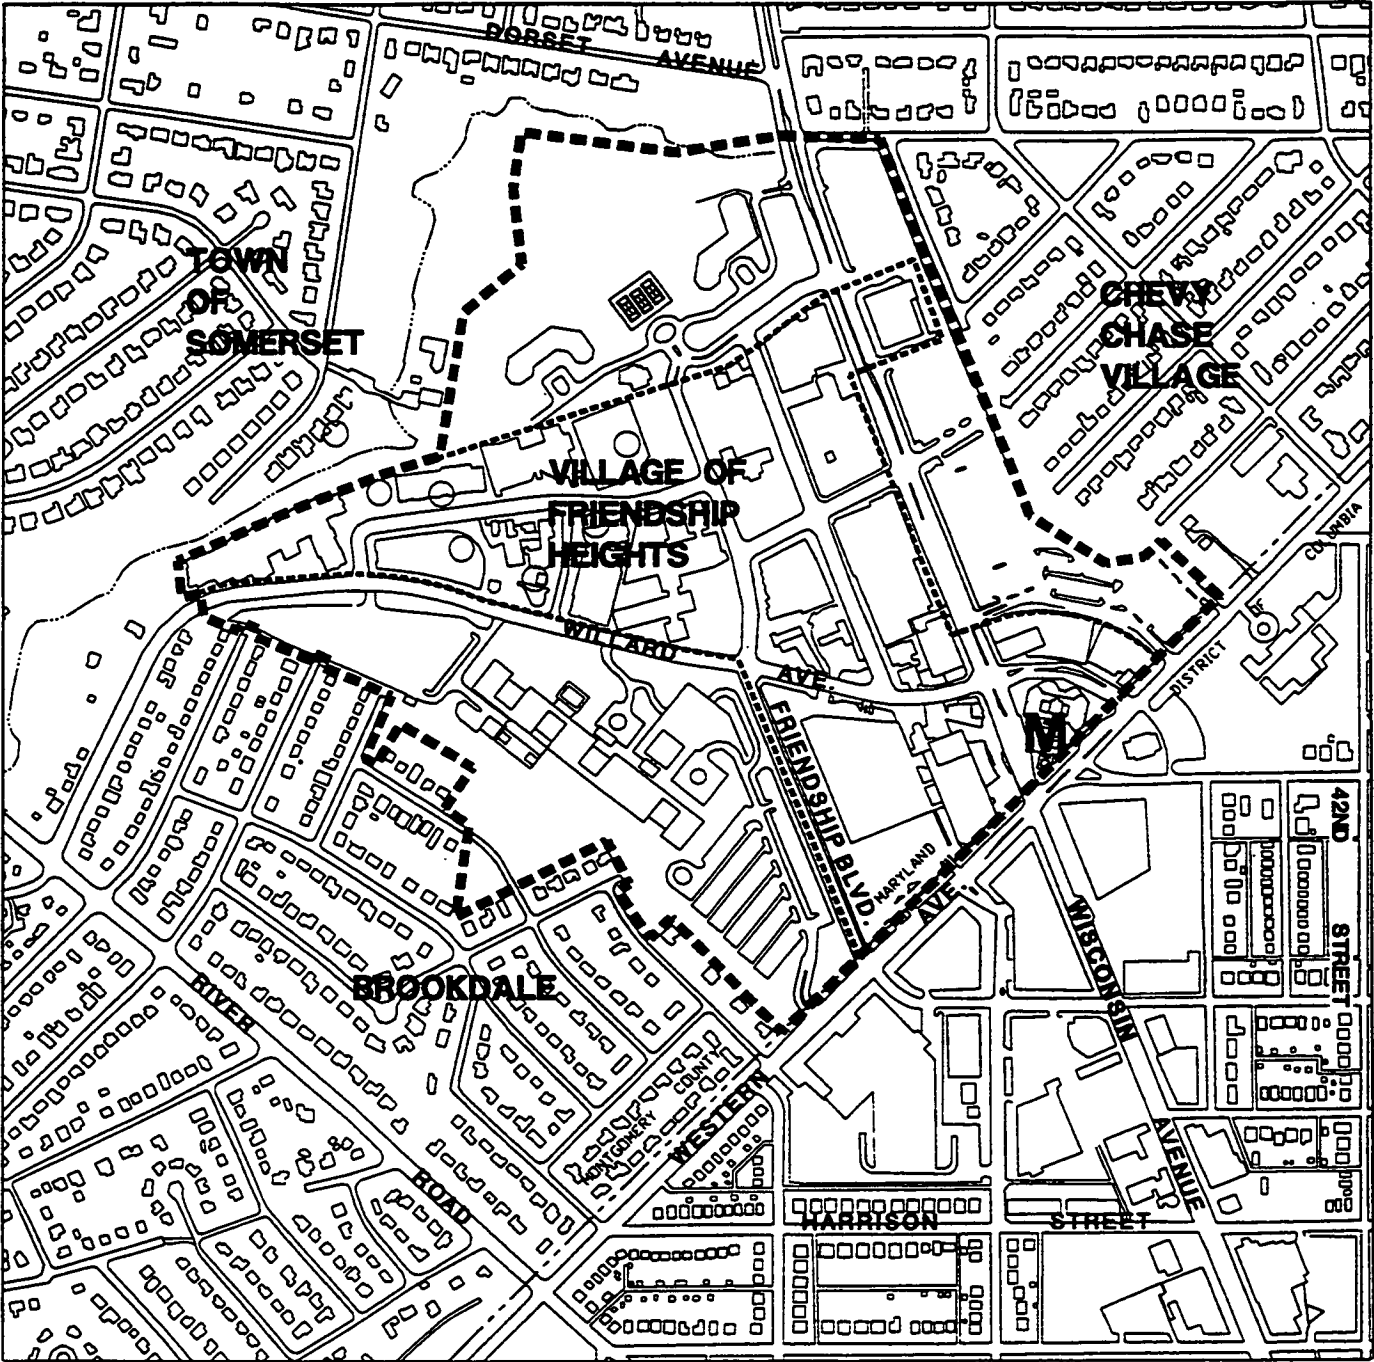 DORSET AVENUE
TOWN
OF
SOMERSET
CHEVY
CHASE
VILLAGE
VILLAGE OF
FRIENDSHIP
HEIGHTS
COLUMBIA
OF
DISTRICT
WILLARD AVE.
M
FRIENDSHIP BLVD.
MARYLAND
AVE.
42ND STREET
WISCONSIN AVENUE
BROOKDALE
RIVER ROAD
MONTGOMERY COUNTY
WESTERN
HARRISON STREET